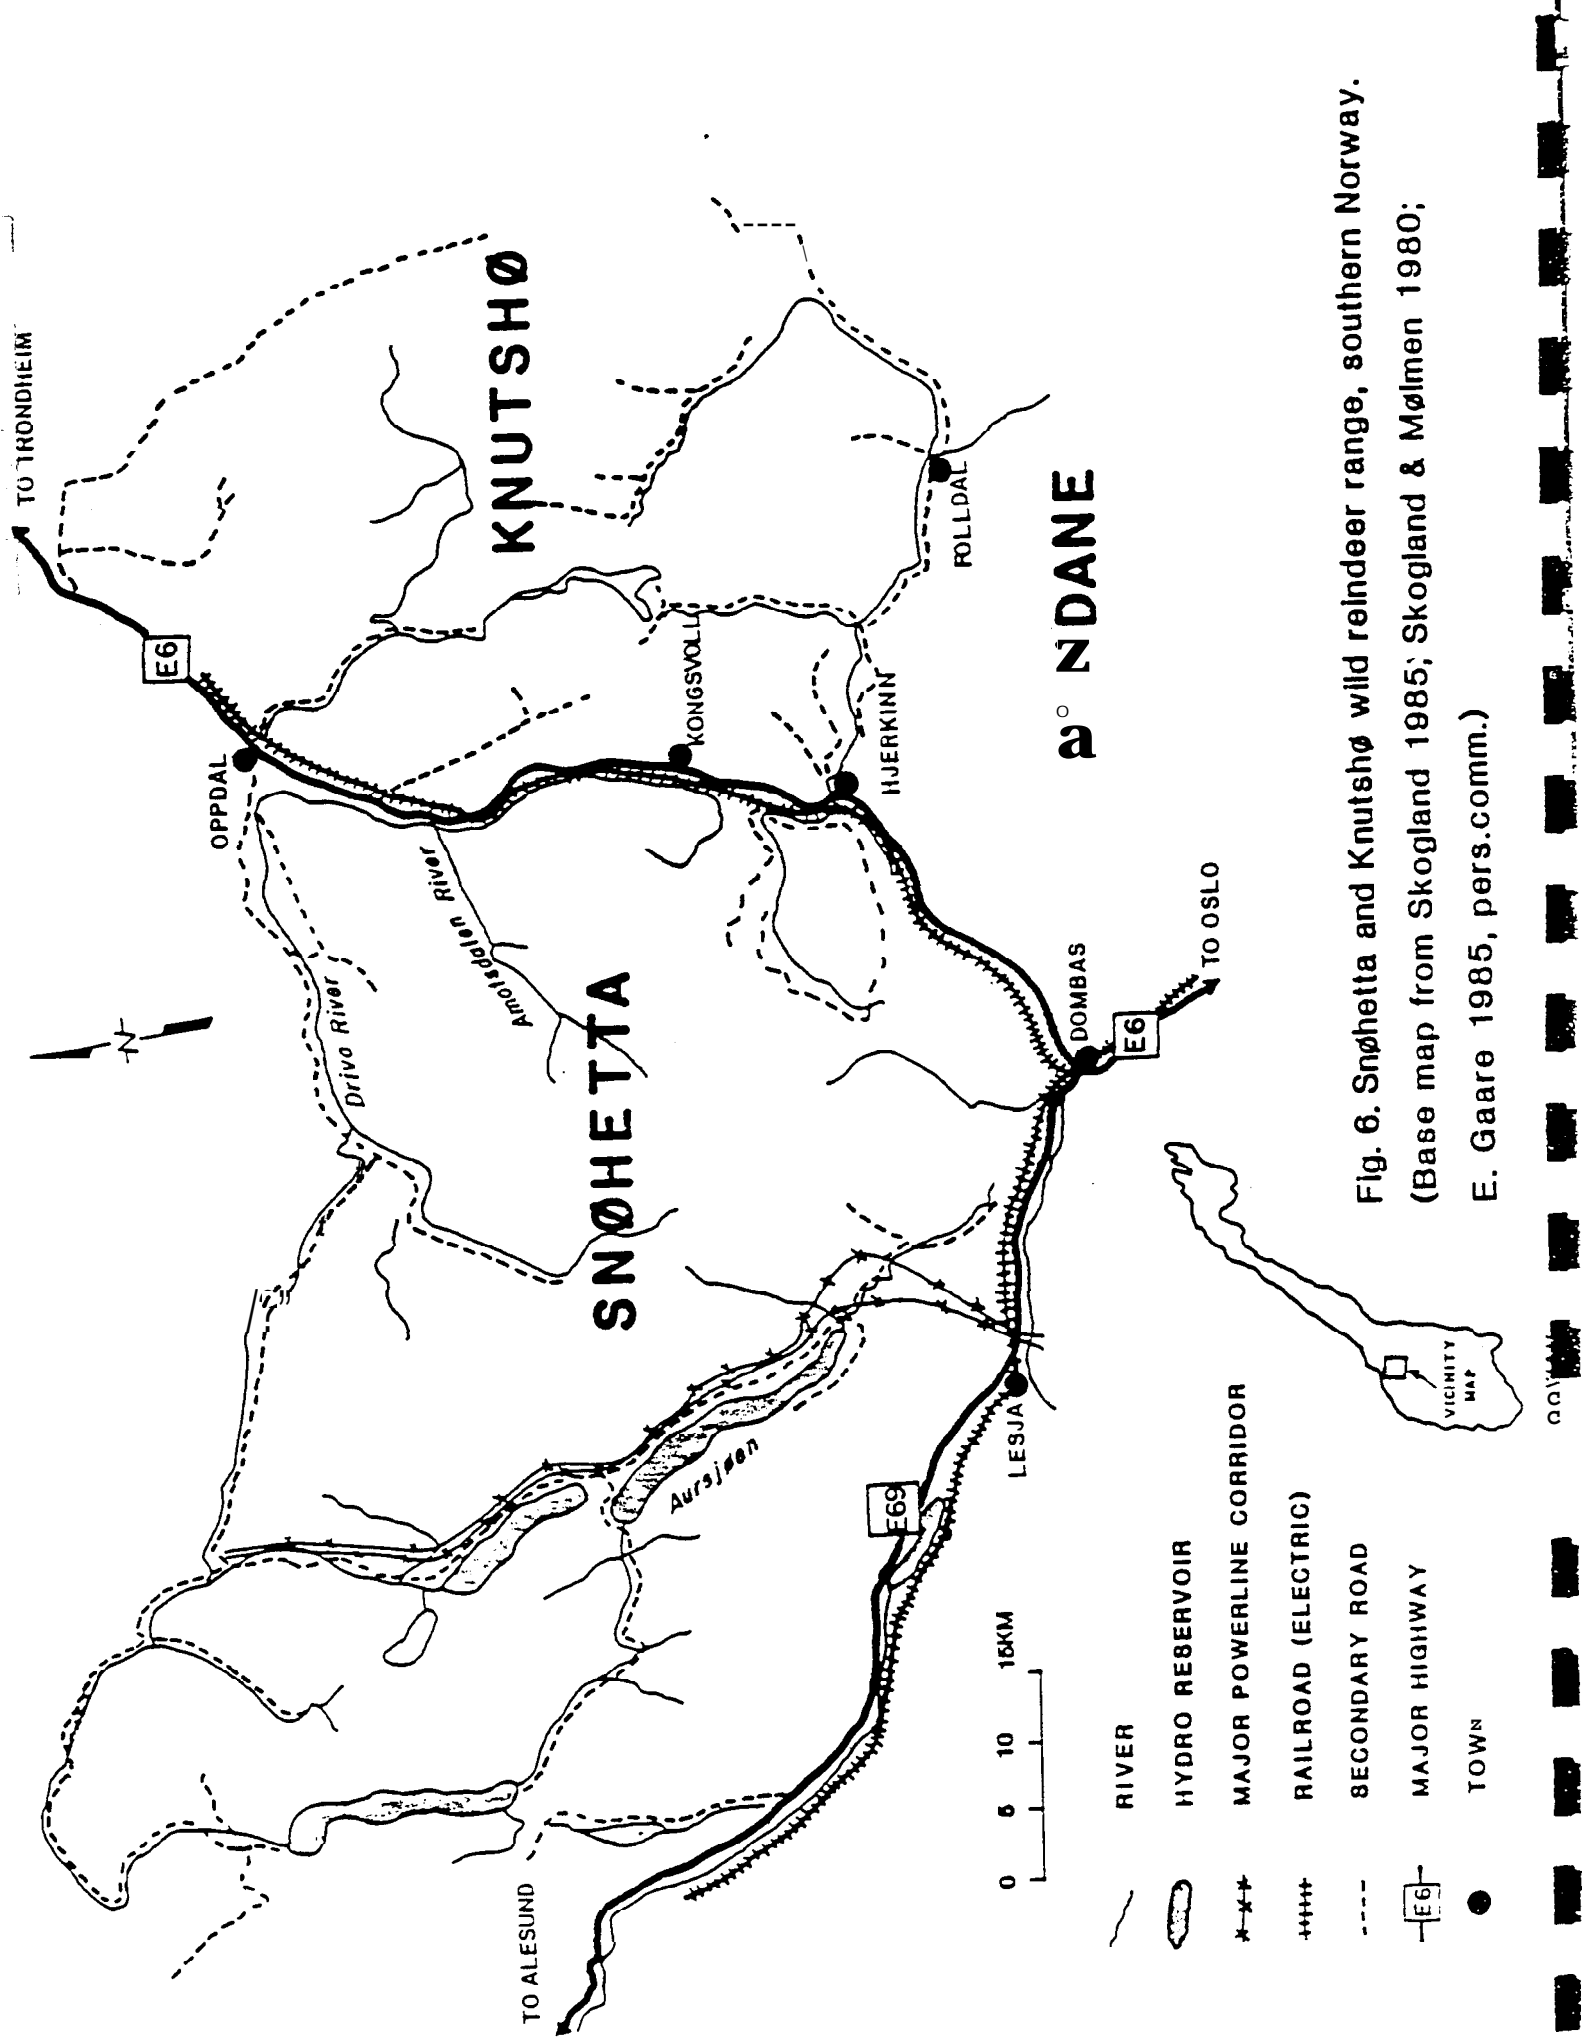 TO TRONDHEIM
E6
OPPDAL
KNUTSHØ
Driva River
Amotsdalen River
KONGSVOLL
SNØHETTA
HJERKINN
FOLLDAL
Aursjøen
E69
LESJA
DOMBAS
E6
TO OSLO
å Z DANE
TO ALESUND
0 5 10 15KM
RIVER
HYDRO RESERVOIR
MAJOR POWERLINE CORRIDOR
RAILROAD (ELECTRIC)
SECONDARY ROAD
E6 MAJOR HIGHWAY
TOWN
N
VICINITY
MAP
Fig. 6. Snøhetta and Knutshø wild reindeer range, southern Norway.
(Base map from Skogland 1985; Skogland & Mølmen 1980;
E. Gaare 1985, pers.comm.)